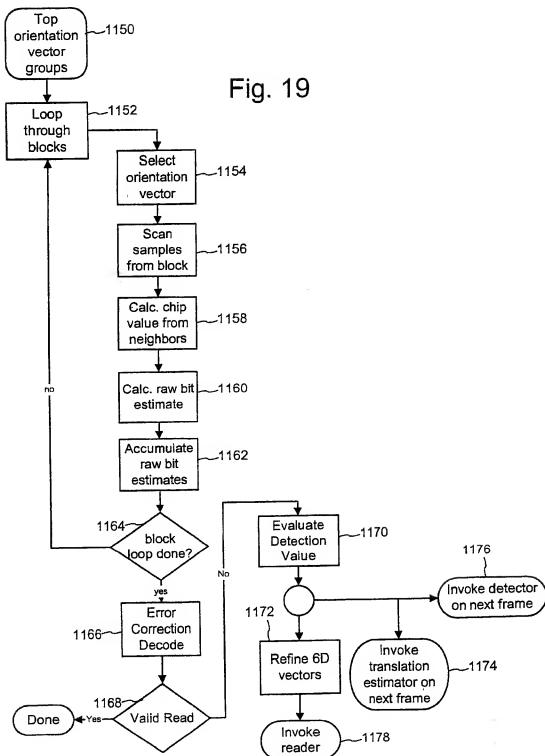 Top
orientation
vector
groups
1150
Fig. 19
1152
Loop
through
blocks
Select
orientation
vector
1154
Scan
samples
from block
1156
Calc. chip
value from
neighbors
1158
no
Calc. raw bit
estimate
1160
Accumulate
raw bit
estimates
1162
1164
block
loop done?
yes
No
Evaluate
Detection
Value
1170
1176
Invoke detector
on next frame
1166
Error
Correction
Decode
1172
Refine 6D
vectors
Invoke
translation
estimator on
next frame
1174
1168
Valid Read
Yes
Done
Invoke
reader
1178